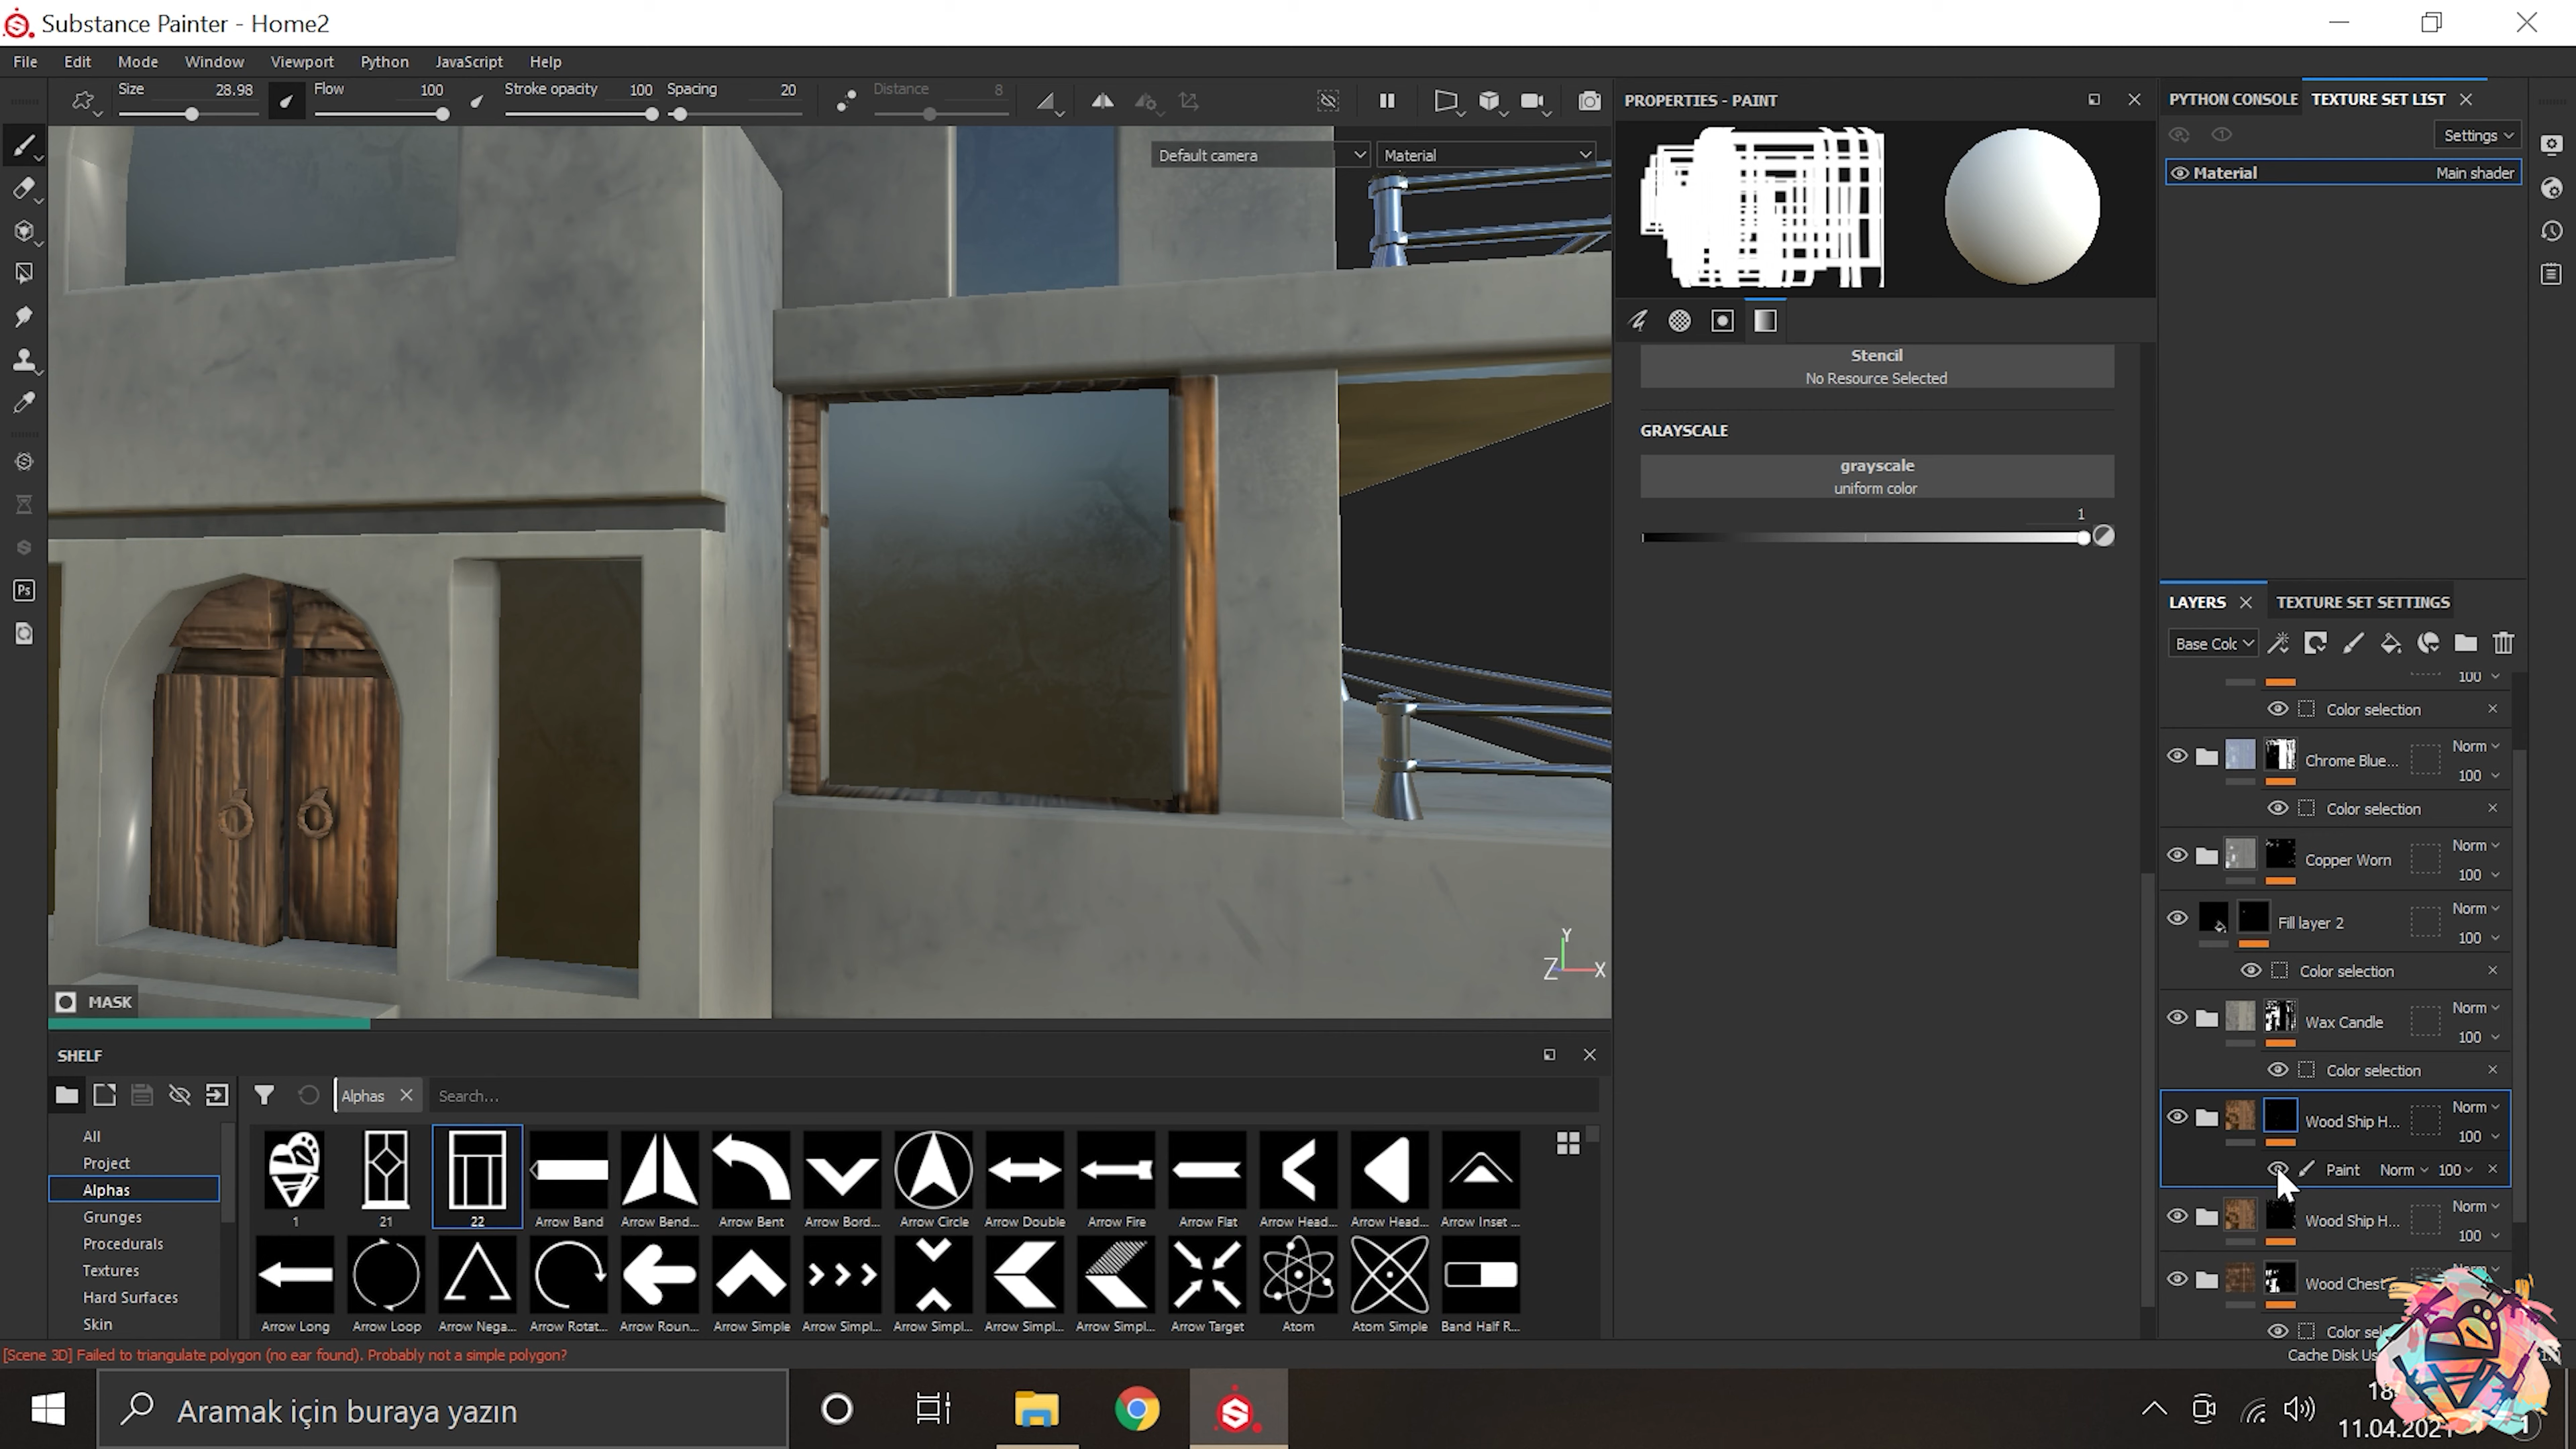 Substance Painter - Home2
File Edit Mode Window Viewport Python JavaScript Help
Size 28.98 Flow 100 Stroke opacity 100 Spacing 20 Distance 8
Default camera Material
PROPERTIES - PAINT
Stencil
No Resource Selected
GRAYSCALE
grayscale
uniform color
1
PYTHON CONSOLE TEXTURE SET LIST
Settings
Material Main shader
LAYERS TEXTURE SET SETTINGS
Base Colc
100
Color selection
Chrome Blue... Norm
100
Color selection
Copper Worn Norm
100
Fill layer 2 Norm
100
Color selection
Wax Candle Norm
100
Color selection
Wood Ship H... Norm
100
Paint Norm 100
Wood Ship H... Norm
100
Wood Chest
Cache Disk
Y
Z X
Ps
MASK
SHELF
Alphas Search...
All
Project
Alphas
Grunges
Procedurals
Textures
Hard Surfaces
Skin
1 21 22 Arrow Band Arrow Bend... Arrow Bent Arrow Bord... Arrow Circle Arrow Double Arrow Fire Arrow Flat Arrow Head... Arrow Head... Arrow Inset ...
Arrow Long Arrow Loop Arrow Nega... Arrow Rotat... Arrow Roun... Arrow Simple Arrow Simpl... Arrow Simpl... Arrow Simpl... Arrow Simpl... Arrow Target Atom Atom Simple Band Half R...
[Scene 3D] Failed to triangulate polygon (no ear found). Probably not a simple polygon?
Aramak için buraya yazın